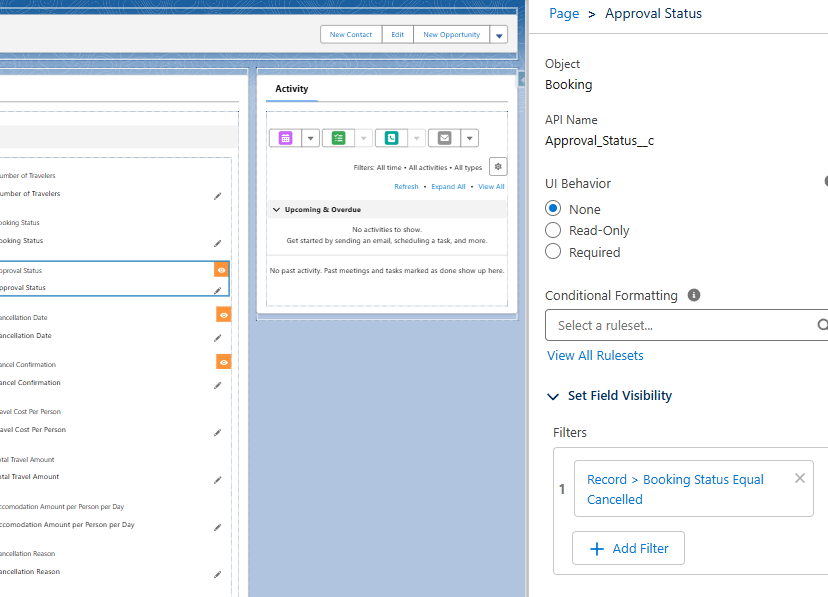 New Contact
Edit
New Opportunity
Activity
Filters: All time • All activities • All types
Refresh • Expand All • View All
Upcoming & Overdue
No activities to show.
Get started by sending an email, scheduling a task, and more.
No past activity. Past meetings and tasks marked as done show up here.
umber of Travelers
umber of Travelers
ooking Status
ooking Status
pproval Status
pproval Status
ancellation Date
ancellation Date
ancel Confirmation
ancel Confirmation
avel Cost Per Person
avel Cost Per Person
otal Travel Amount
otal Travel Amount
ccomodation Amount per Person per Day
ccomodation Amount per Person per Day
ancellation Reason
ancellation Reason
Page > Approval Status
Object
Booking
API Name
Approval_Status__c
UI Behavior
None
Read-Only
Required
Conditional Formatting
Select a ruleset...
View All Rulesets
Set Field Visibility
Filters
1
Record > Booking Status Equal
Cancelled
Add Filter